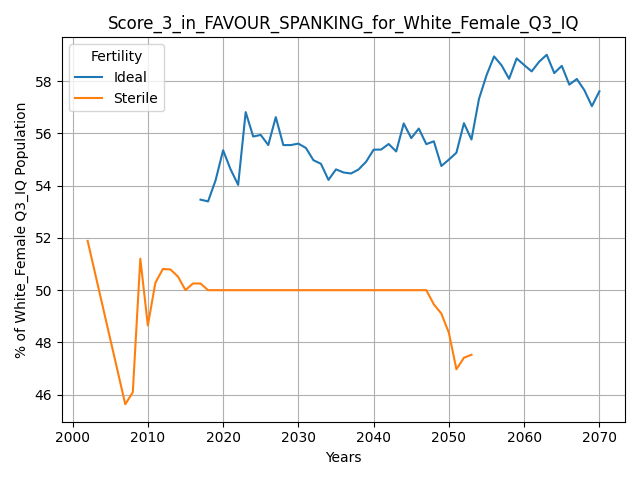 Score_3_in_FAVOUR_SPANKING_for_White_Female_Q3_IQ
Fertility
Ideal
Sterile
% of White_Female Q3_IQ Population
58
56
54
52
50
48
46
2000 2010 2020 2030 2040 2050 2060 2070
Years